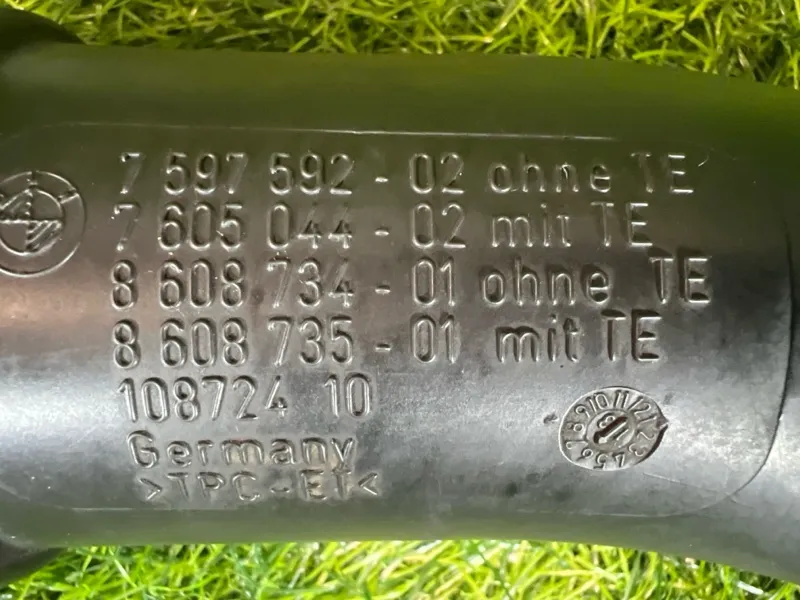 7 597 592 - 02 ohne TE
7 605 044 - 02 mit TE
8 608 734 - 01 ohne TE
8 608 735 - 01 mit TE
108724 10
Germany
>TPC-ET<